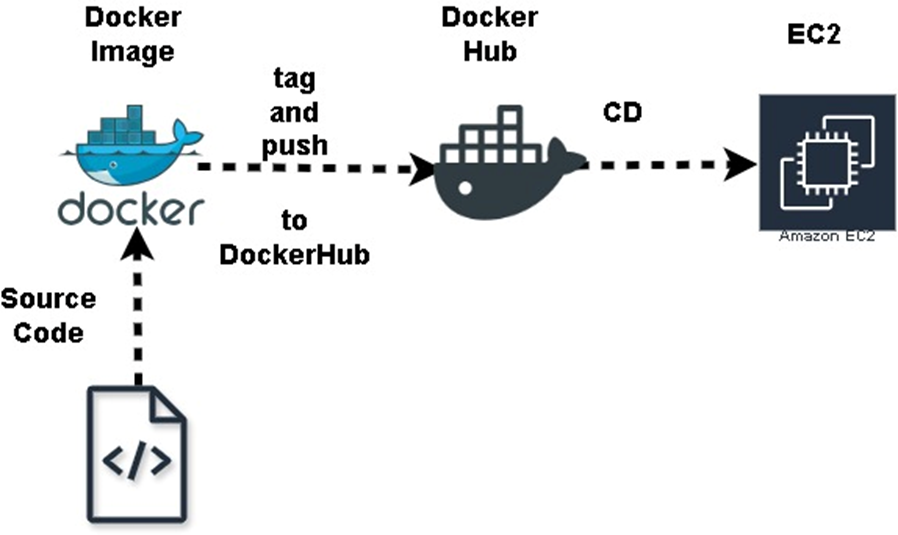 Docker
Image
Docker
Hub
EC2
tag
and
push
CD
docker
Amazon EC2
to
DockerHub
Source
Code
</>